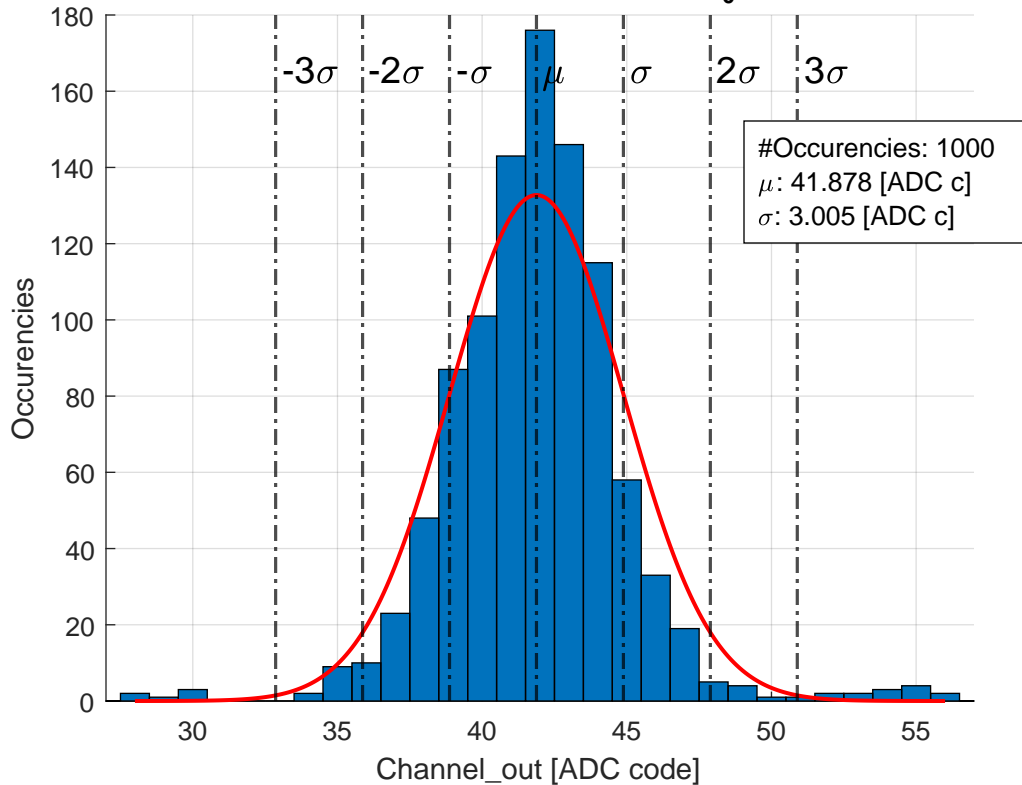 180
160
140
120
100
80
60
40
20
0
-3σ
-2σ
-σ
μ
σ
2σ
3σ
#Occurencies: 1000
μ: 41.878 [ADC c]
σ: 3.005 [ADC c]
Occurencies
30
35
40
45
50
55
Channel_out [ADC code]